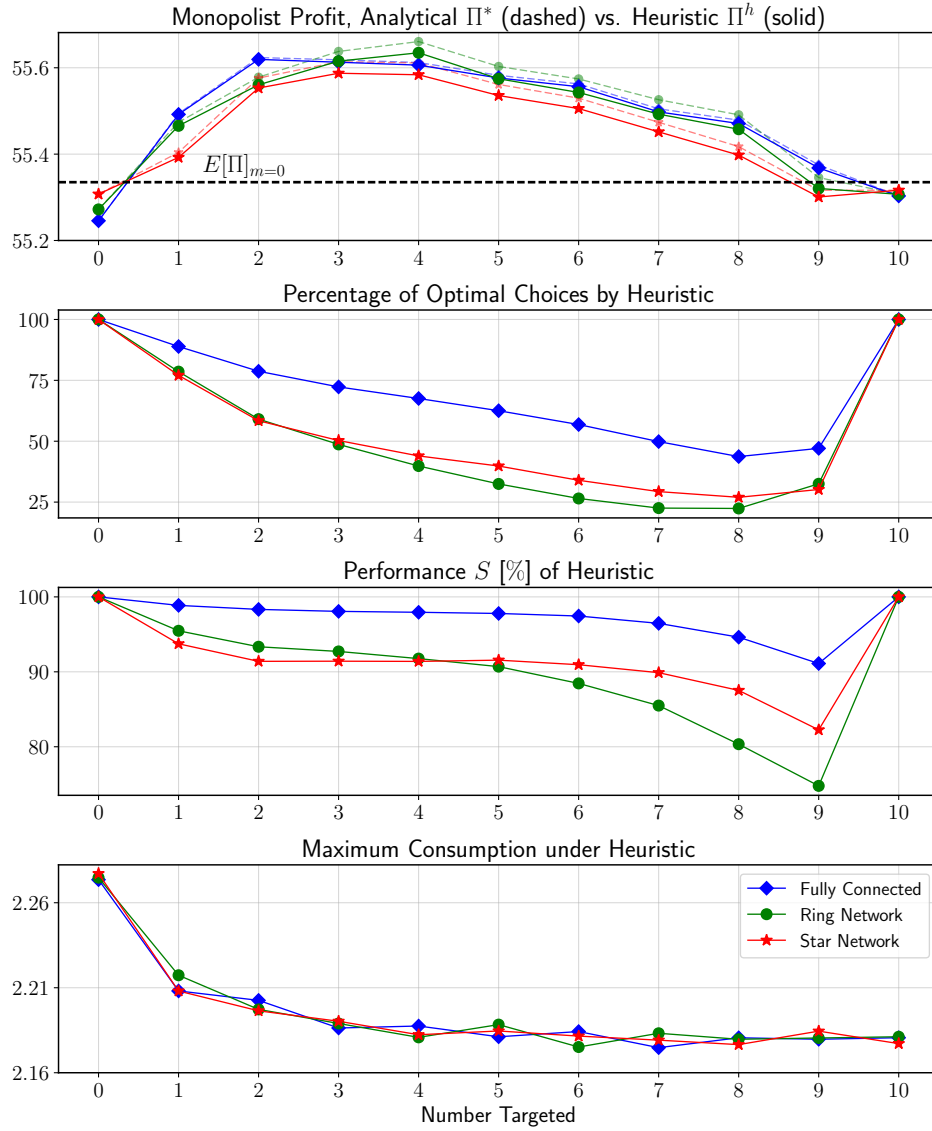 Monopolist Profit, Analytical Π* (dashed) vs. Heuristic Π^h (solid)
55.6
55.4
55.2
E[Π]_{m=0}
0 1 2 3 4 5 6 7 8 9 10
Percentage of Optimal Choices by Heuristic
100
75
50
25
0 1 2 3 4 5 6 7 8 9 10
Performance S [%] of Heuristic
100
90
80
0 1 2 3 4 5 6 7 8 9 10
Maximum Consumption under Heuristic
2.26
2.21
2.16
Fully Connected
Ring Network
Star Network
0 1 2 3 4 5 6 7 8 9 10
Number Targeted